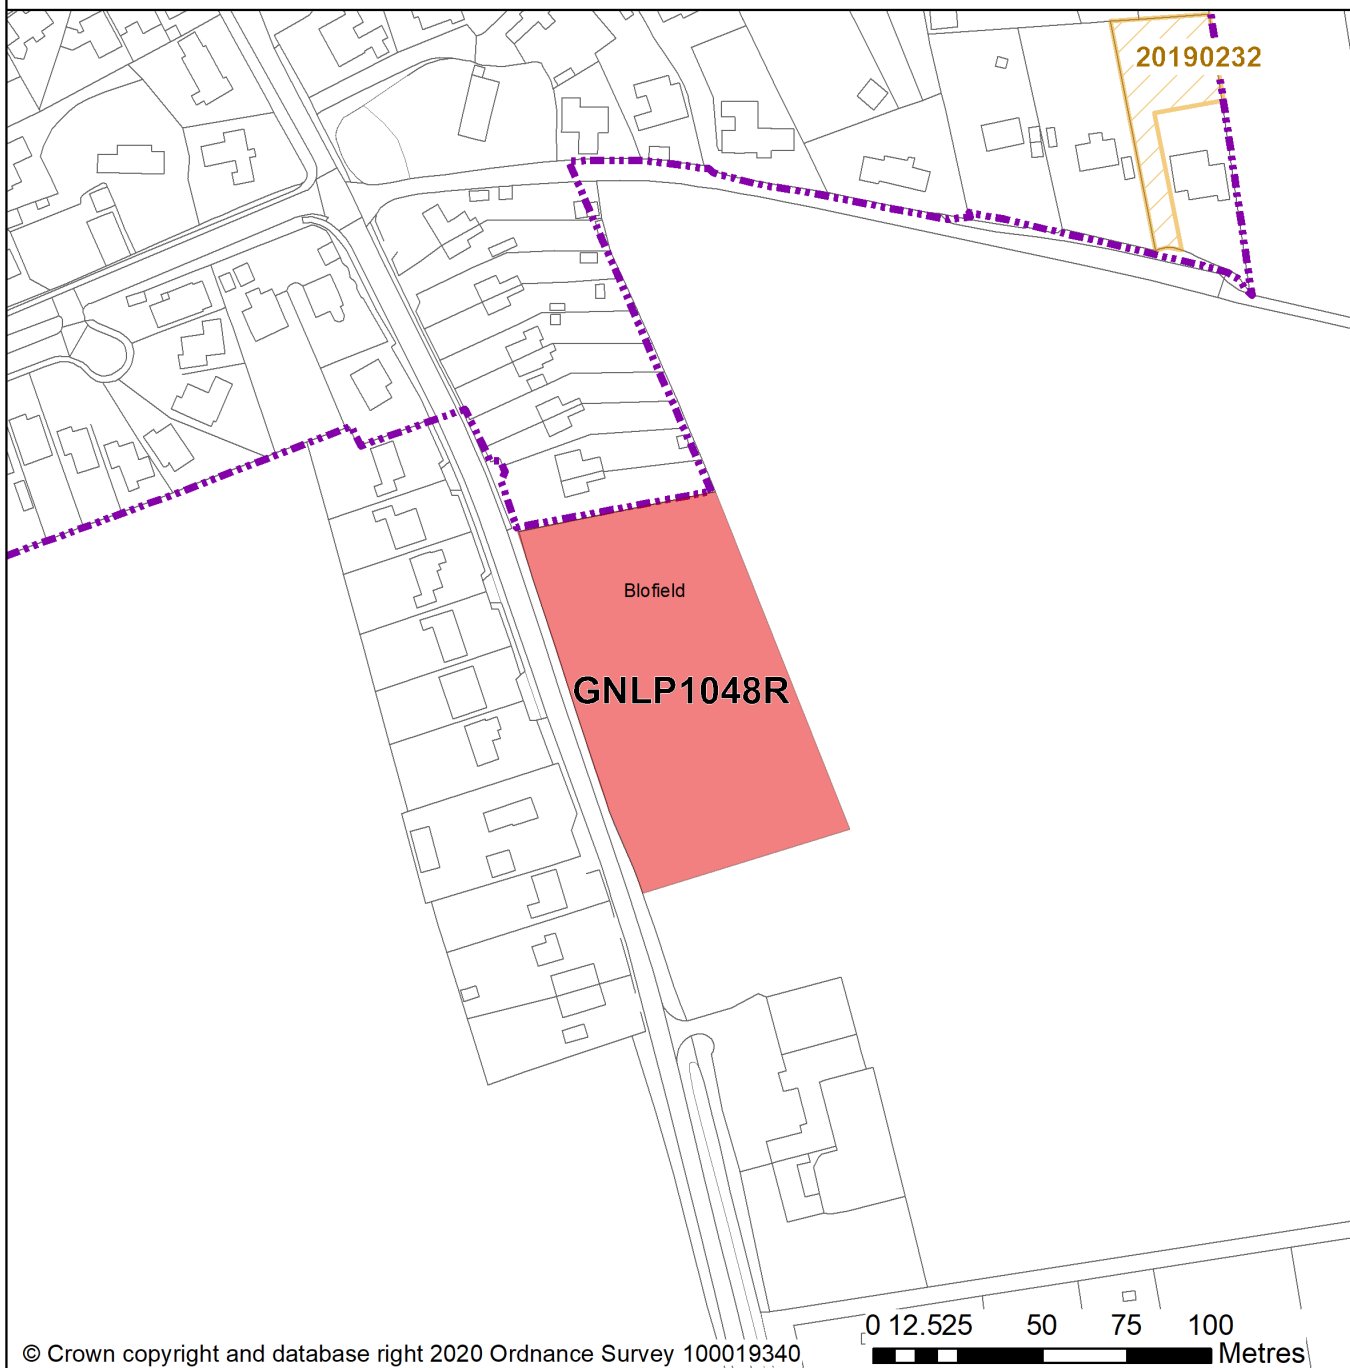 20190232
Blofield
GNLP1048R
0 12.525 50 75 100
Metres
© Crown copyright and database right 2020 Ordnance Survey 100019340